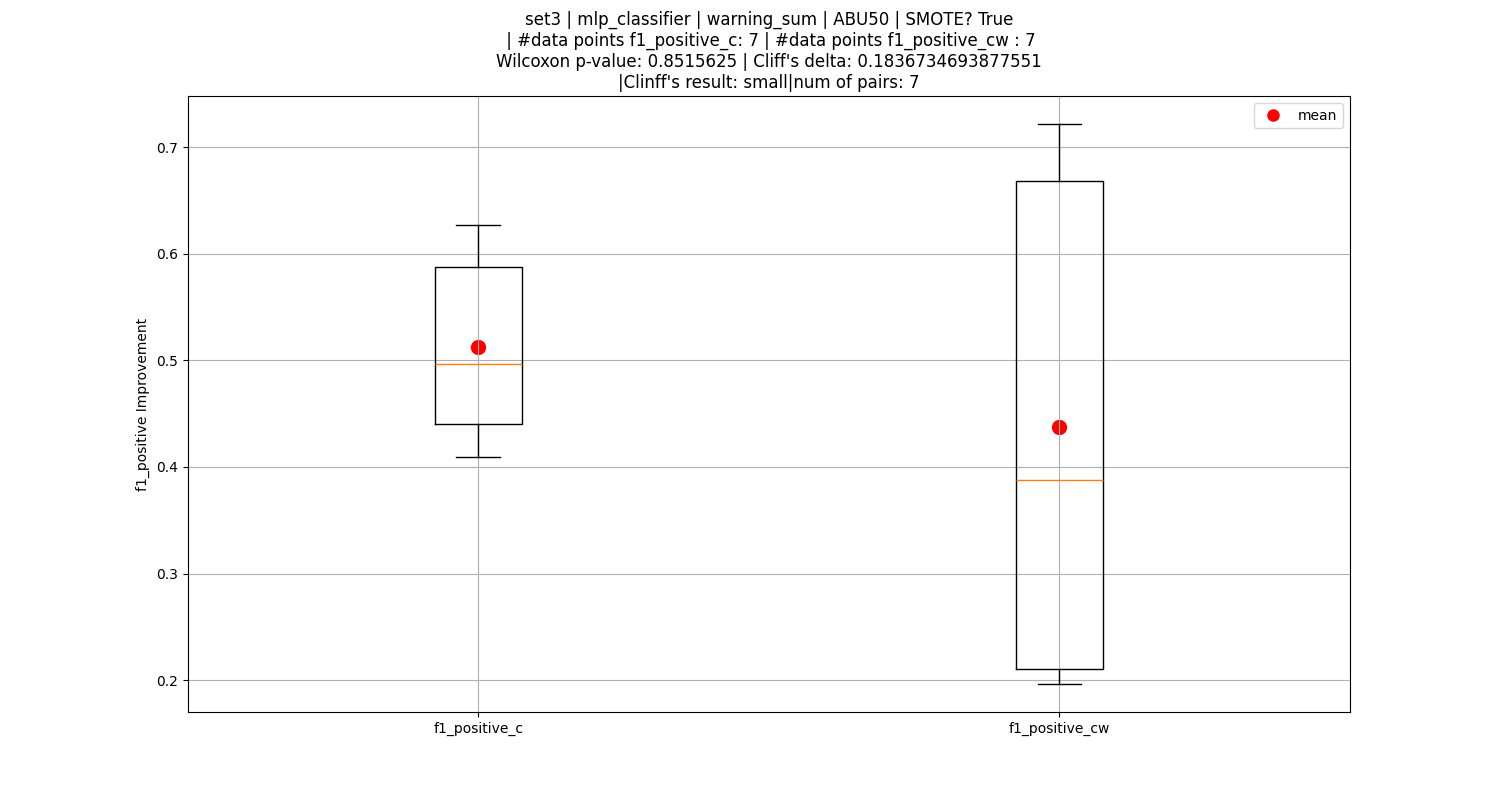 set3 | mlp_classifier | warning_sum | ABU50 | SMOTE? True
| #data points f1_positive_c: 7 | #data points f1_positive_cw : 7
Wilcoxon p-value: 0.8515625 | Cliff's delta: 0.1836734693877551
|Clinff's result: small|num of pairs: 7
mean
0.7
0.6
0.5
0.4
0.3
0.2
f1_positive Improvement
f1_positive_c
f1_positive_cw